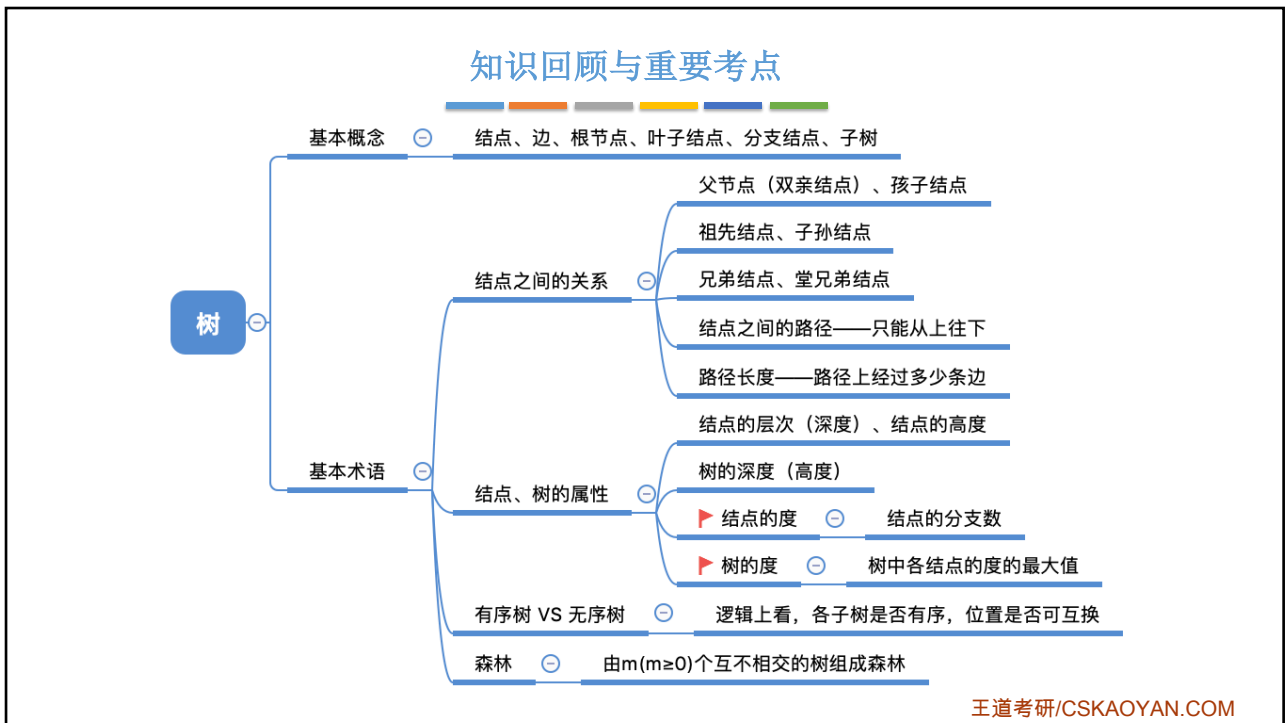 知识回顾与重要考点
树
基本概念
结点、边、根节点、叶子结点、分支结点、子树
基本术语
结点之间的关系
父节点（双亲结点）、孩子结点
祖先结点、子孙结点
兄弟结点、堂兄弟结点
结点之间的路径——只能从上往下
路径长度——路径上经过多少条边
结点、树的属性
结点的层次（深度）、结点的高度
树的深度（高度）
结点的度
结点的分支数
树的度
树中各结点的度的最大值
有序树 VS 无序树
逻辑上看，各子树是否有序，位置是否可互换
森林
由m(m≥0)个互不相交的树组成森林
王道考研/CSKAOYAN.COM